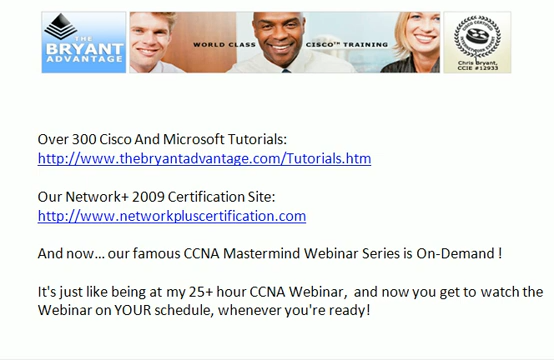 THE
BRYANT
ADVANTAGE
WORLD CLASS CISCO™ TRAINING
Chris Bryant,
CCIE #12933
Over 300 Cisco And Microsoft Tutorials:
http://www.thebryantadvantage.com/Tutorials.htm
Our Network+ 2009 Certification Site:
http://www.networkpluscertification.com
And now... our famous CCNA Mastermind Webinar Series is On-Demand !
It's just like being at my 25+ hour CCNA Webinar, and now you get to watch the
Webinar on YOUR schedule, whenever you're ready!